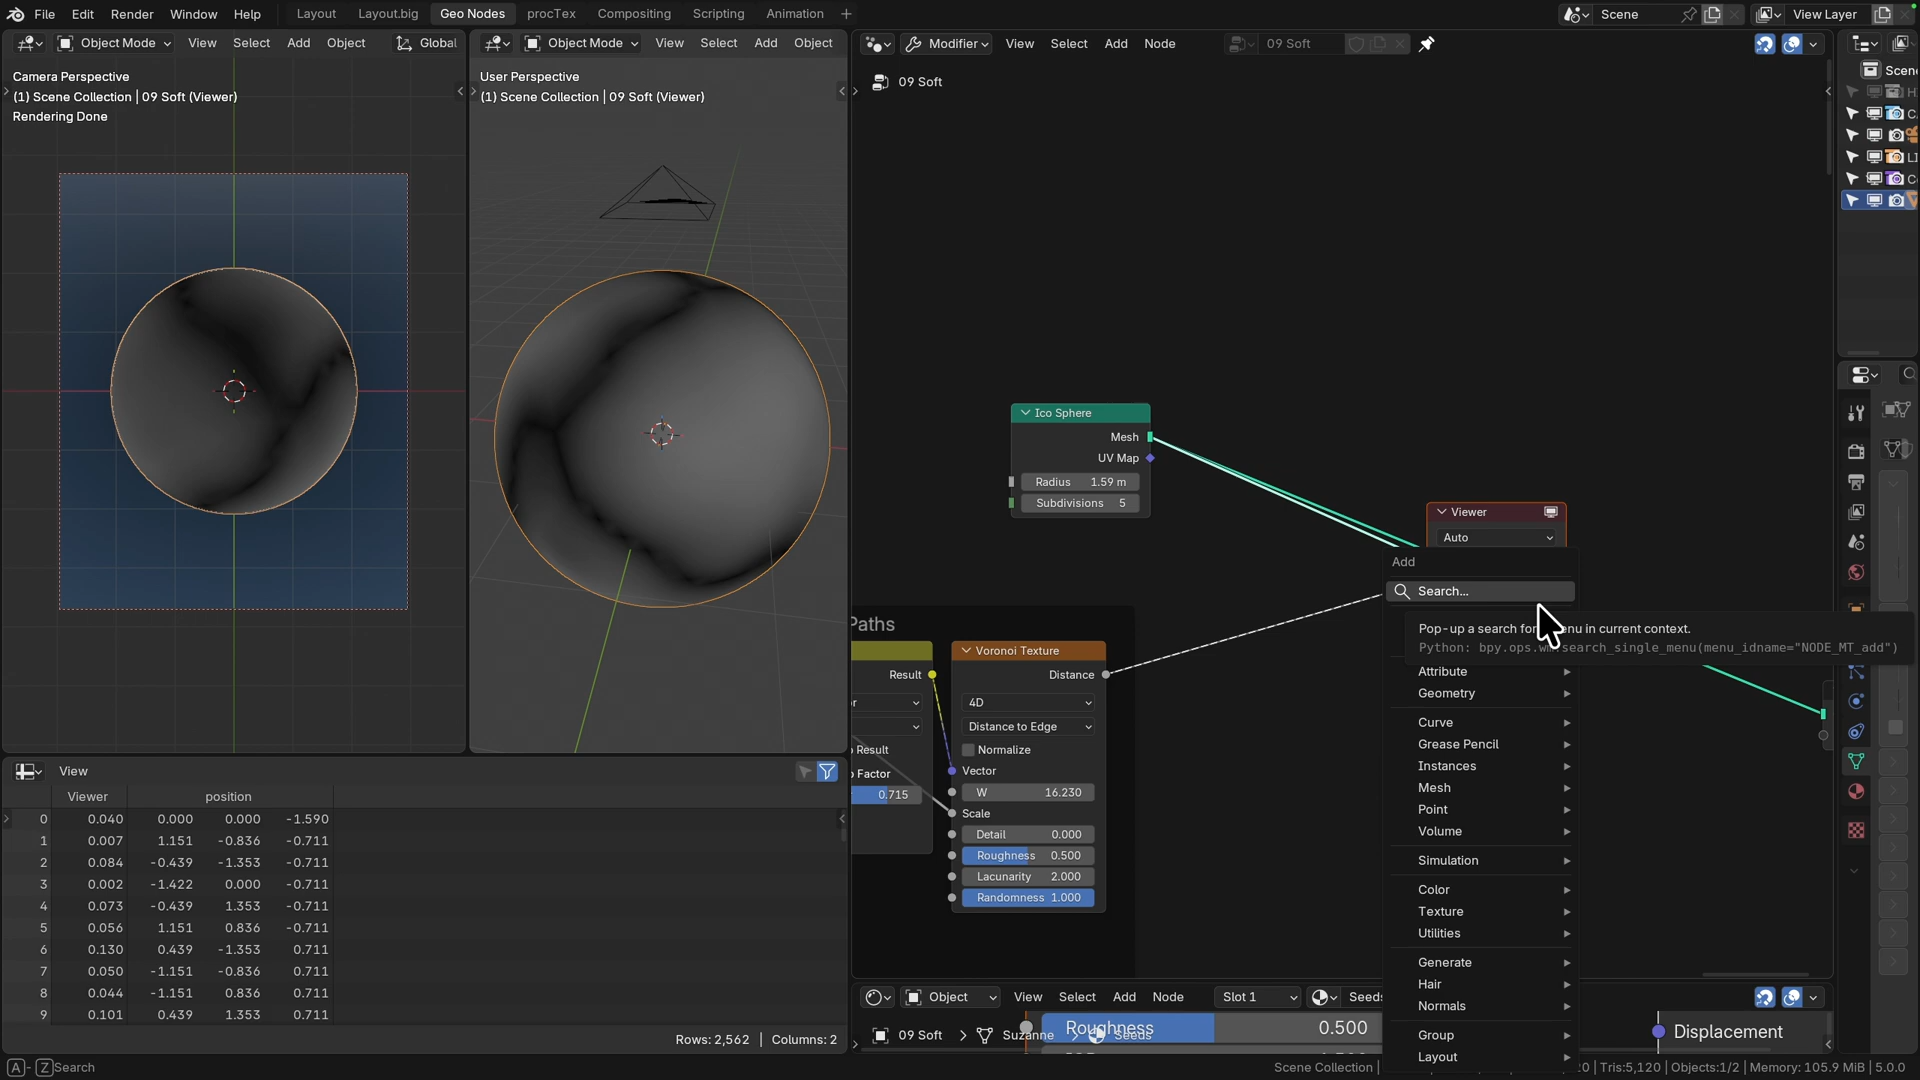 File Edit Render Window Help Layout Layout.big Geo Nodes procTex Compositing Scripting Animation + Scene View Layer
Object Mode View Select Add Object Global
Object Mode View Select Add Object
Modifier View Select Add Node 09 Soft
Camera Perspective
(1) Scene Collection | 09 Soft (Viewer)
Rendering Done
User Perspective
(1) Scene Collection | 09 Soft (Viewer)
09 Soft
Scene
Ico Sphere
Mesh
UV Map
Radius 1.59 m
Subdivisions 5
Viewer
Auto
Paths
Result
Result
Factor
0.715
Voronoi Texture
Distance
4D
Distance to Edge
Normalize
Vector
W 16.230
Scale
Detail 0.000
Roughness 0.500
Lacunarity 2.000
Randomness 1.000
Add
Search...
Pop-up a search for
enu in current context.
Python: bpy.ops.wm.search_single_menu(menu_idname="NODE_MT_add")
Attribute
Geometry
Curve
Grease Pencil
Instances
Mesh
Point
Volume
Simulation
Color
Texture
Utilities
Generate
Hair
Normals
Group
Layout
View
Viewer position
0 0.040 0.000 0.000 -1.590
1 0.007 1.151 -0.836 -0.711
2 0.084 -0.439 -1.353 -0.711
3 0.002 -1.422 0.000 -0.711
4 0.073 -0.439 1.353 -0.711
5 0.056 1.151 0.836 -0.711
6 0.130 0.439 -1.353 0.711
7 0.050 -1.151 -0.836 0.711
8 0.044 -1.151 0.836 0.711
9 0.101 0.439 1.353 0.711
Rows: 2,562 | Columns: 2
Object View Select Add Node Slot 1 Seeds
09 Soft > Suzanne > Seeds
Roughness 0.500
Displacement
A - Z Search
Scene Collection | 20 | Tris:5,120 | Objects:1/2 | Memory: 105.9 MiB | 5.0.0